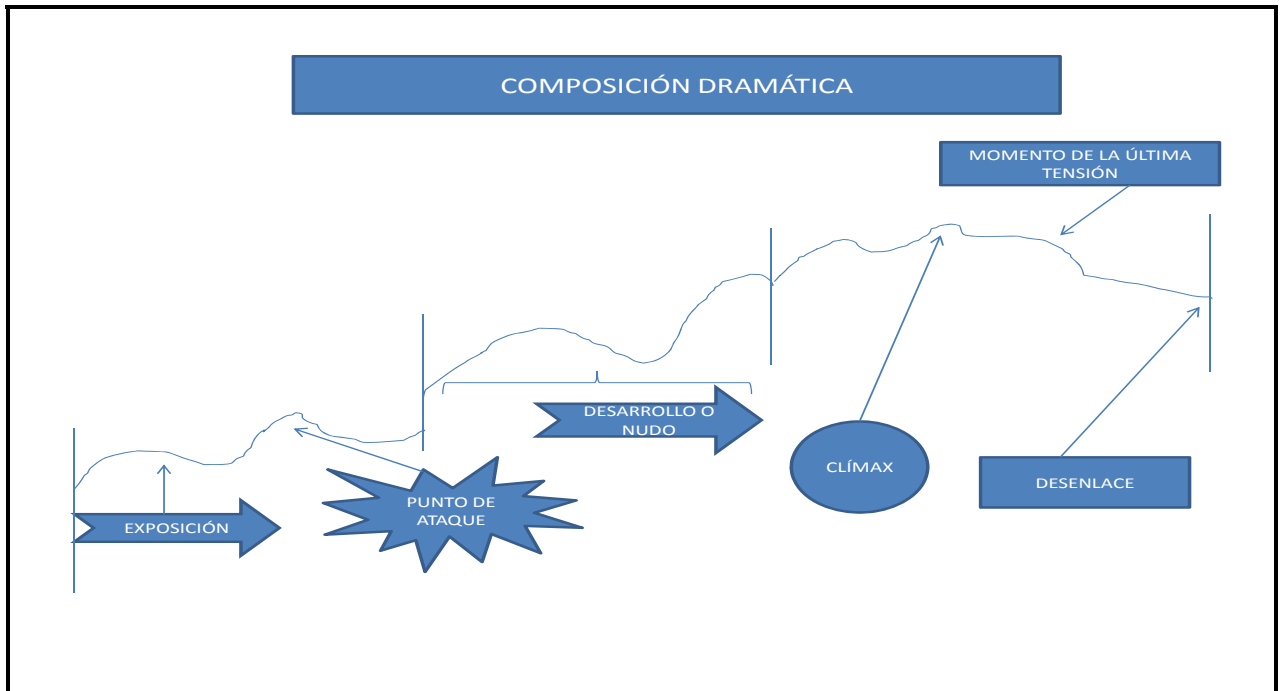 COMPOSICIÓN DRAMÁTICA
MOMENTO DE LA ÚLTIMA
TENSIÓN
DESARROLLO O
NUDO
CLÍMAX
DESENLACE
PUNTO DE
ATAQUE
EXPOSICIÓN